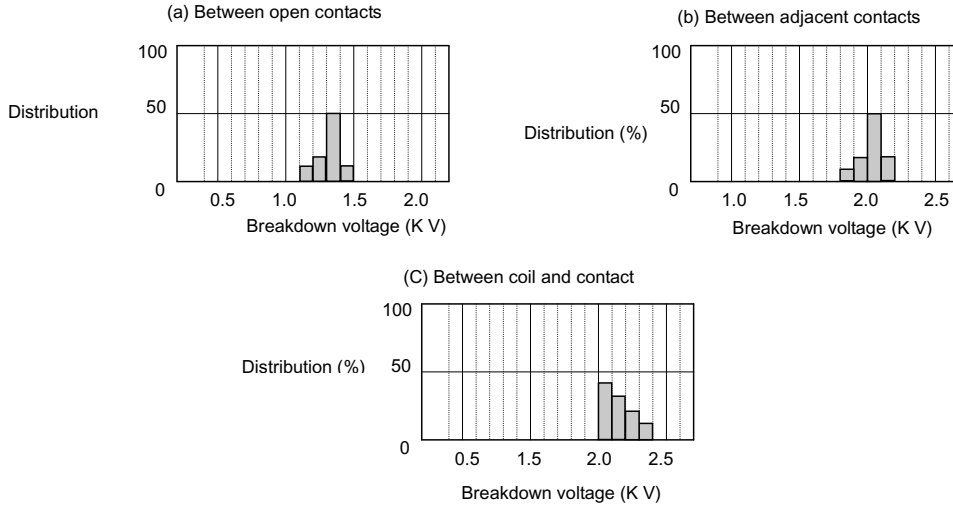 (a) Between open contacts
100
Distribution
50
0
0.5 1.0 1.5 2.0
Breakdown voltage (K V)
(b) Between adjacent contacts
100
50
Distribution (%)
0
1.0 1.5 2.0 2.5
Breakdown voltage (K V)
(C) Between coil and contact
100
Distribution (%)
50
0
0.5 1.5 2.0 2.5
Breakdown voltage (K V)